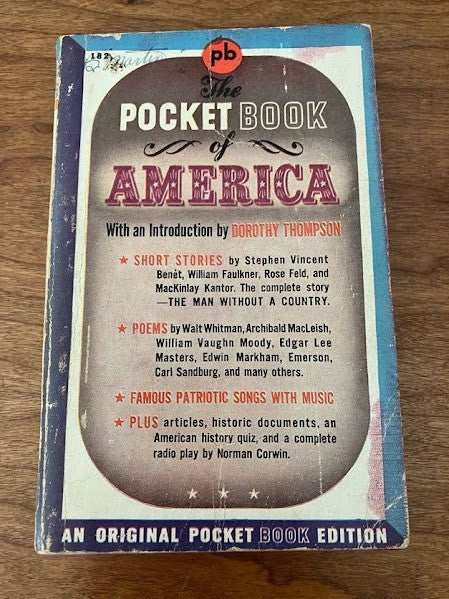 182
pb
The
POCKET BOOK
of
AMERICA
With an Introduction by DOROTHY THOMPSON
★ SHORT STORIES by Stephen Vincent
Benét, William Faulkner, Rose Feld, and
MacKinlay Kantor. The complete story
—THE MAN WITHOUT A COUNTRY.
★ POEMS by Walt Whitman, Archibald MacLeish,
William Vaughn Moody, Edgar Lee
Masters, Edwin Markham, Emerson,
Carl Sandburg, and many others.
★ FAMOUS PATRIOTIC SONGS WITH MUSIC
★ PLUS articles, historic documents, an
American history quiz, and a complete
radio play by Norman Corwin.
AN ORIGINAL POCKET BOOK EDITION